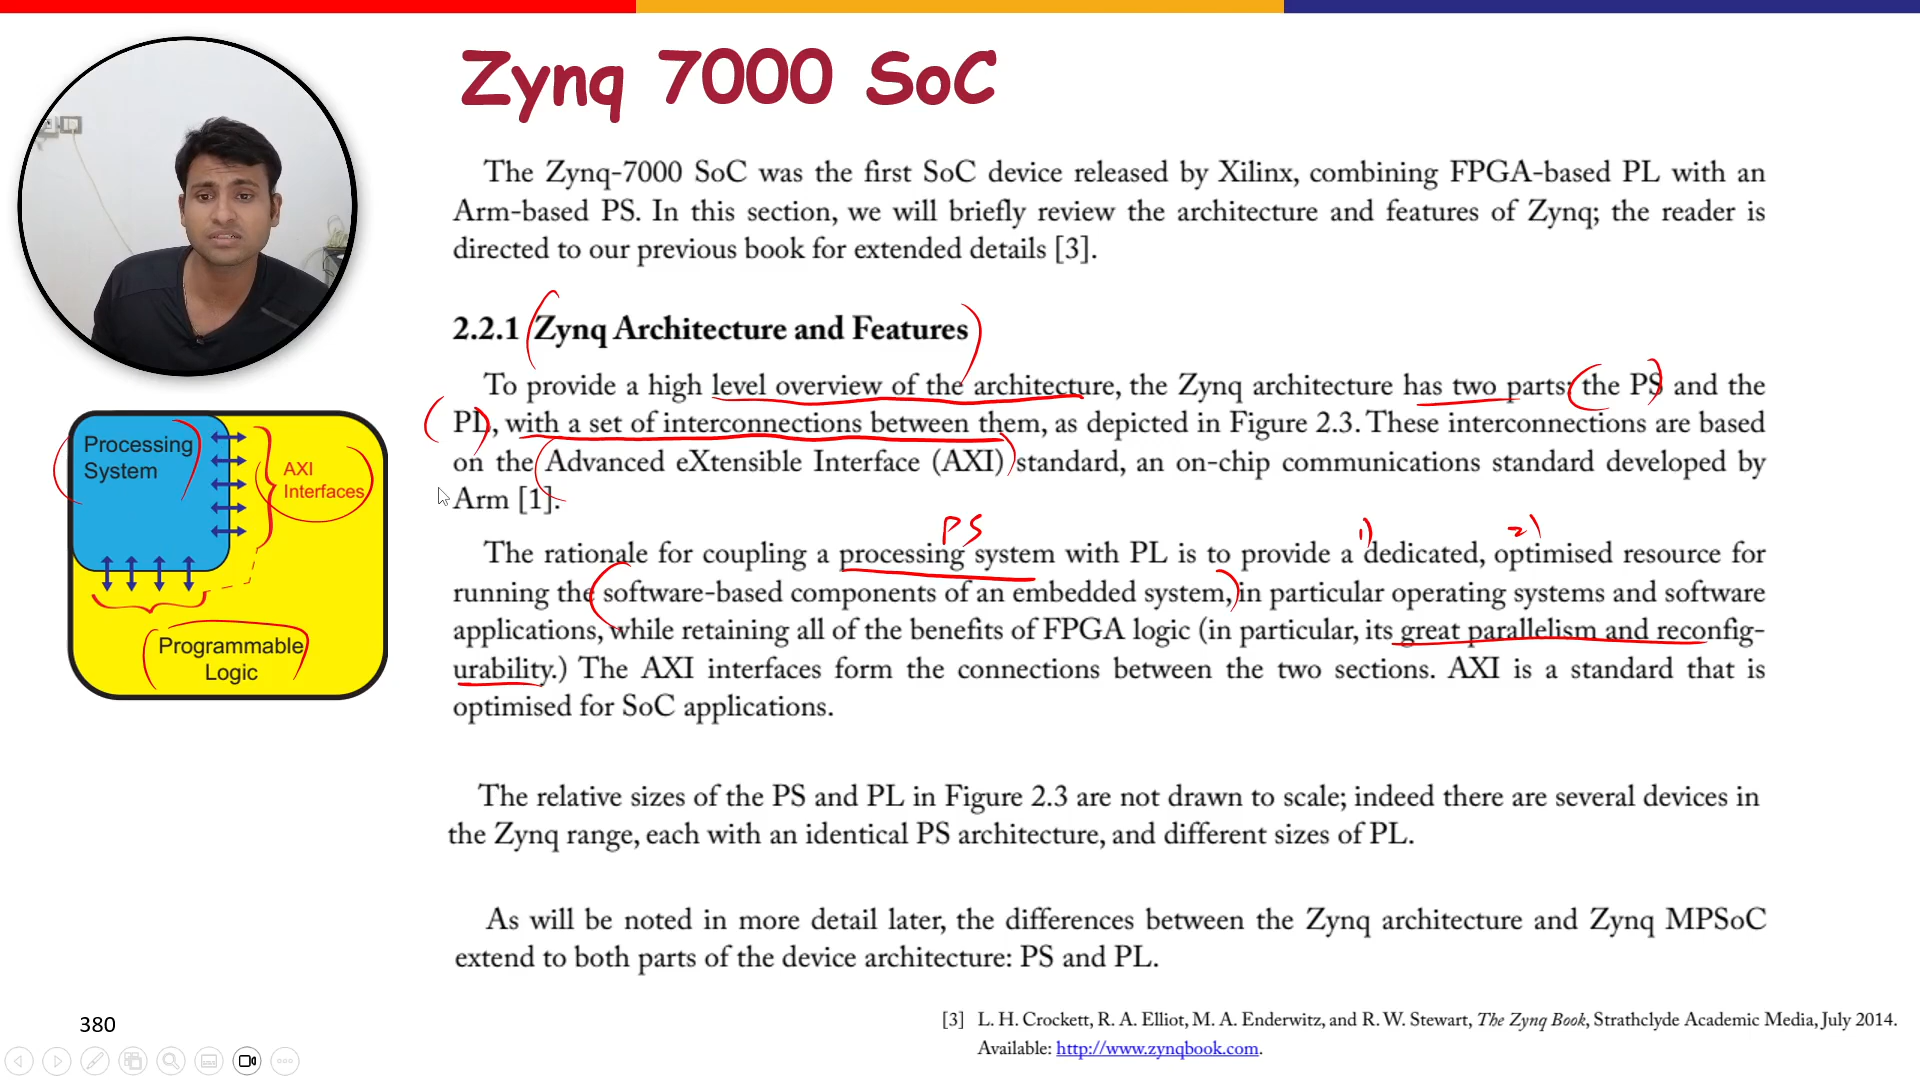 Zynq 7000 SoC
The Zynq-7000 SoC was the first SoC device released by Xilinx, combining FPGA-based PL with an
Arm-based PS. In this section, we will briefly review the architecture and features of Zynq; the reader is
directed to our previous book for extended details [3].
2.2.1 Zynq Architecture and Features
To provide a high level overview of the architecture, the Zynq architecture has two parts: the PS and the
PL, with a set of interconnections between them, as depicted in Figure 2.3. These interconnections are based
on the Advanced eXtensible Interface (AXI) standard, an on-chip communications standard developed by
Arm [1].
PS
1)
2)
The rationale for coupling a processing system with PL is to provide a dedicated, optimised resource for
running the software-based components of an embedded system, in particular operating systems and software
applications, while retaining all of the benefits of FPGA logic (in particular, its great parallelism and reconfig-
urability.) The AXI interfaces form the connections between the two sections. AXI is a standard that is
optimised for SoC applications.
The relative sizes of the PS and PL in Figure 2.3 are not drawn to scale; indeed there are several devices in
the Zynq range, each with an identical PS architecture, and different sizes of PL.
As will be noted in more detail later, the differences between the Zynq architecture and Zynq MPSoC
extend to both parts of the device architecture: PS and PL.
Processing
System
AXI
Interfaces
Programmable
Logic
380
[3] L. H. Crockett, R. A. Elliot, M. A. Enderwitz, and R. W. Stewart, The Zynq Book, Strathclyde Academic Media, July 2014.
Available: http://www.zynqbook.com.